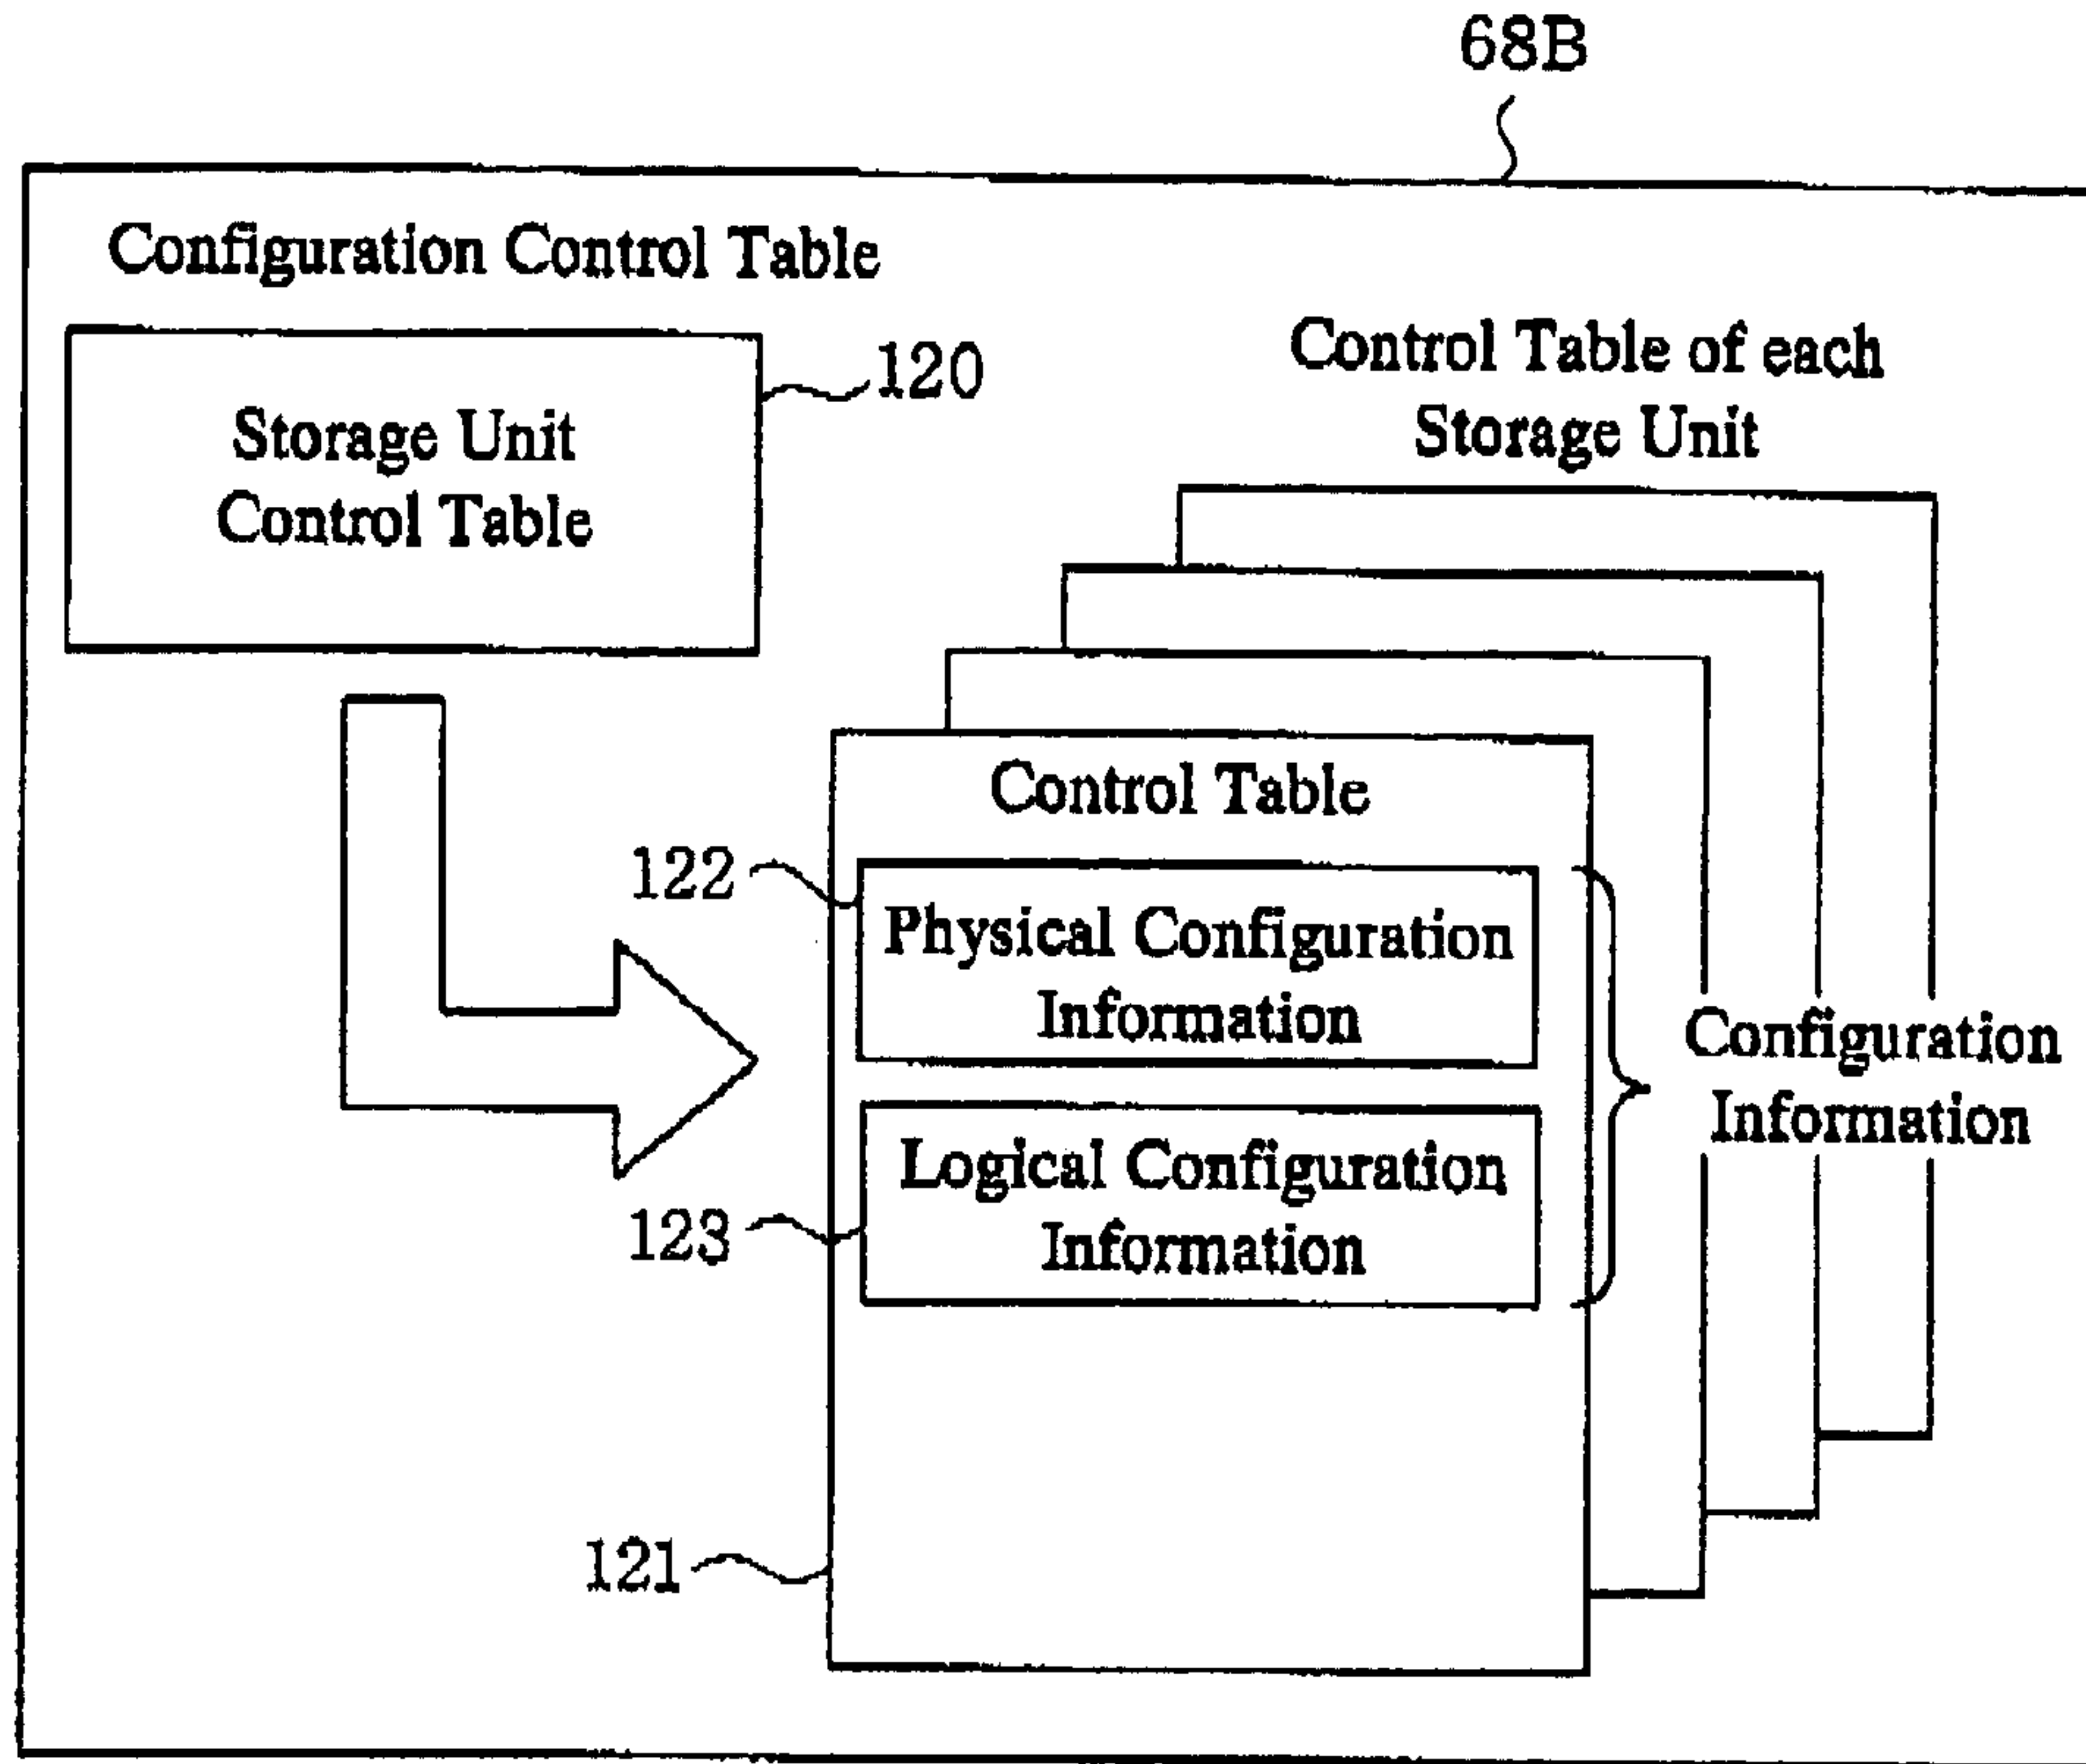 68B
Configuration Control Table
120
Storage Unit
Control Table
Control Table of each
Storage Unit
Control Table
122
Physical Configuration
Information
Configuration
Information
Logical Configuration
Information
123
121